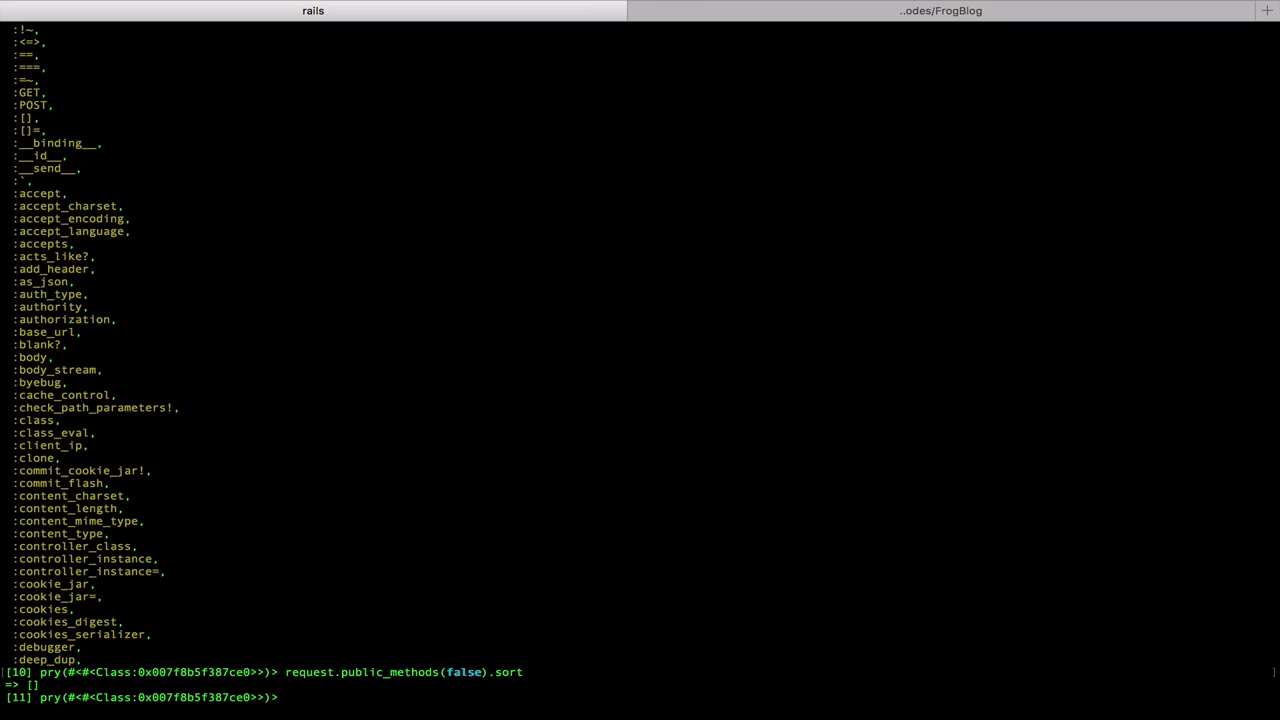 rails
..odes/FrogBlog
+
:!~,
:<=>,
:==,
:===,
:=~,
:GET,
:POST,
:[],
:[]=,
:__binding__,
:__id__,
:__send__,
:`,
:accept,
:accept_charset,
:accept_encoding,
:accept_language,
:accepts,
:acts_like?,
:add_header,
:as_json,
:auth_type,
:authority,
:authorization,
:base_url,
:blank?,
:body,
:body_stream,
:byebug,
:cache_control,
:check_path_parameters!,
:class,
:class_eval,
:client_ip,
:clone,
:commit_cookie_jar!,
:commit_flash,
:content_charset,
:content_length,
:content_mime_type,
:content_type,
:controller_class,
:controller_instance,
:controller_instance=,
:cookie_jar,
:cookie_jar=,
:cookies,
:cookies_digest,
:cookies_serializer,
:debugger,
:deep_dup,
[10] pry(#<#<Class:0x007f8b5f387ce0>>)> request.public_methods(false).sort
=> []
[11] pry(#<#<Class:0x007f8b5f387ce0>>)>